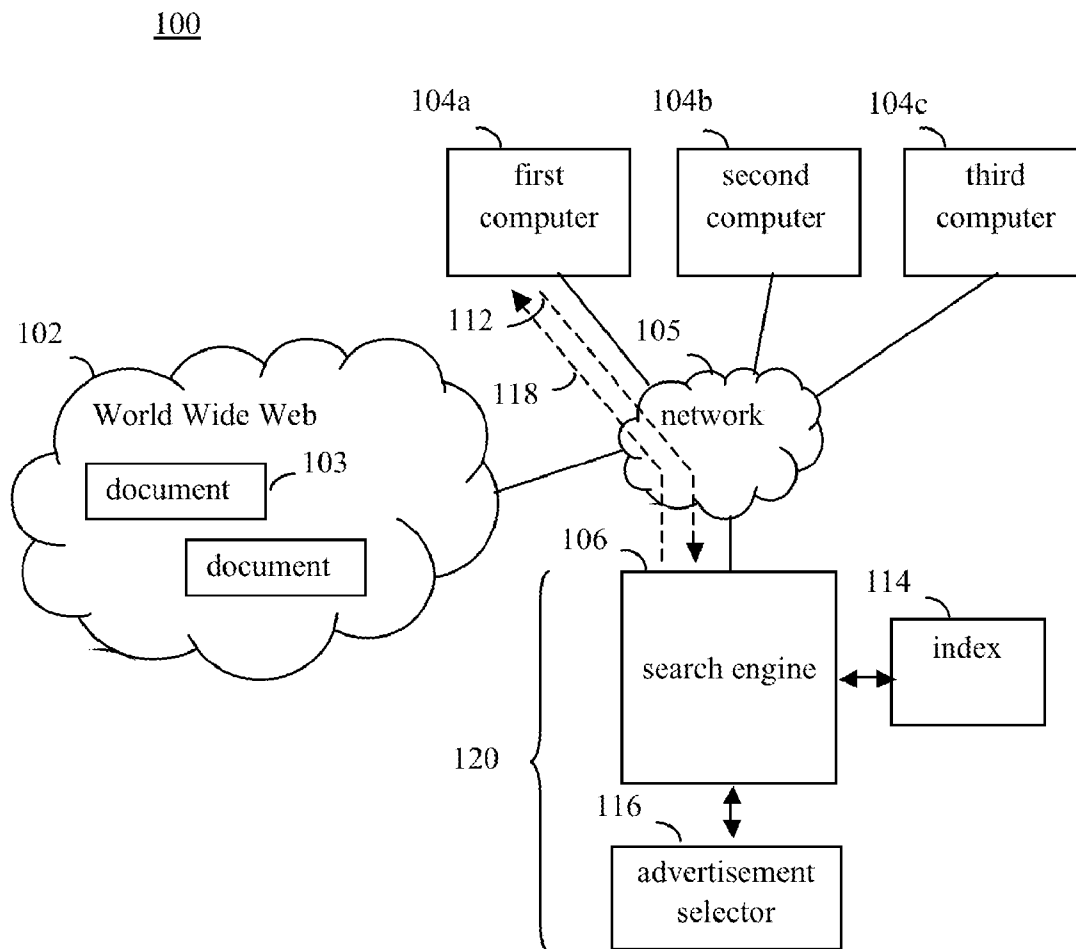 100
104a
104b
104c
first
computer
second
computer
third
computer
102
112
105
118
World Wide Web
network
document
103
document
106
114
search engine
index
120
116
advertisement
selector